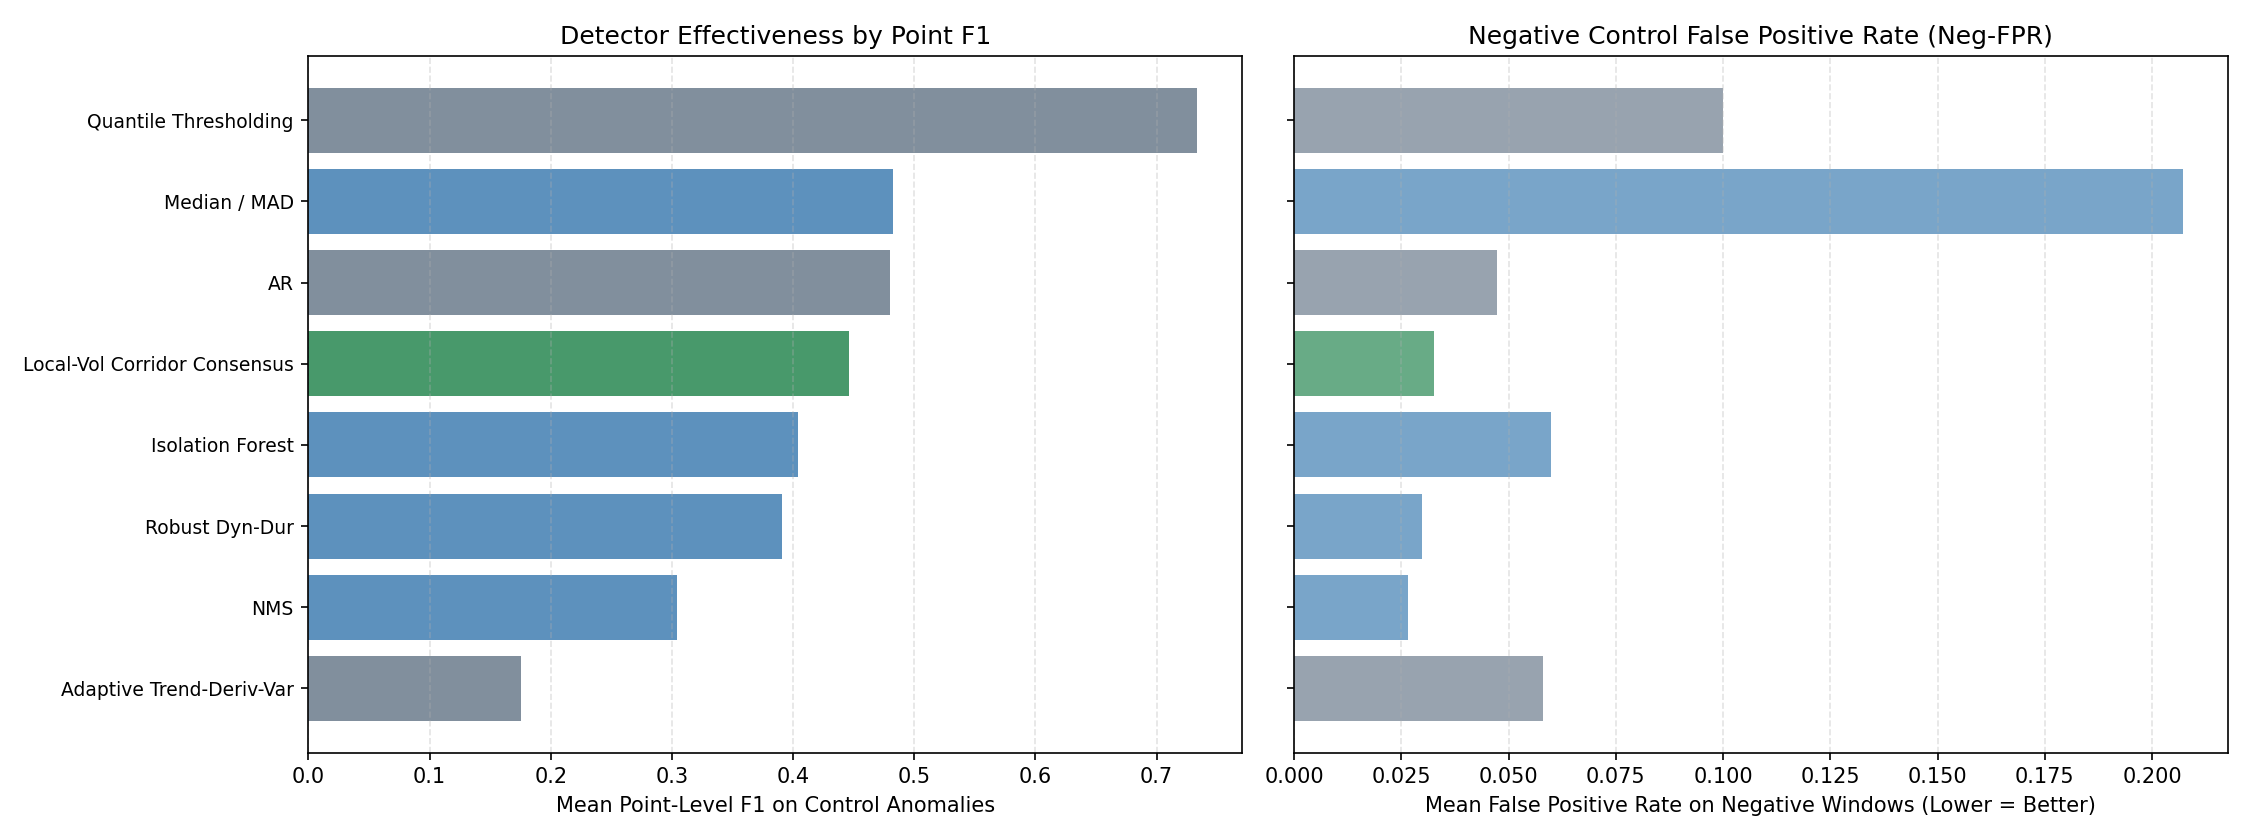 Detector Effectiveness by Point F1
Negative Control False Positive Rate (Neg-FPR)
Quantile Thresholding
Median / MAD
AR
Local-Vol Corridor Consensus
Isolation Forest
Robust Dyn-Dur
NMS
Adaptive Trend-Deriv-Var
0.0 0.1 0.2 0.3 0.4 0.5 0.6 0.7
0.000 0.025 0.050 0.075 0.100 0.125 0.150 0.175 0.200
Mean Point-Level F1 on Control Anomalies
Mean False Positive Rate on Negative Windows (Lower = Better)